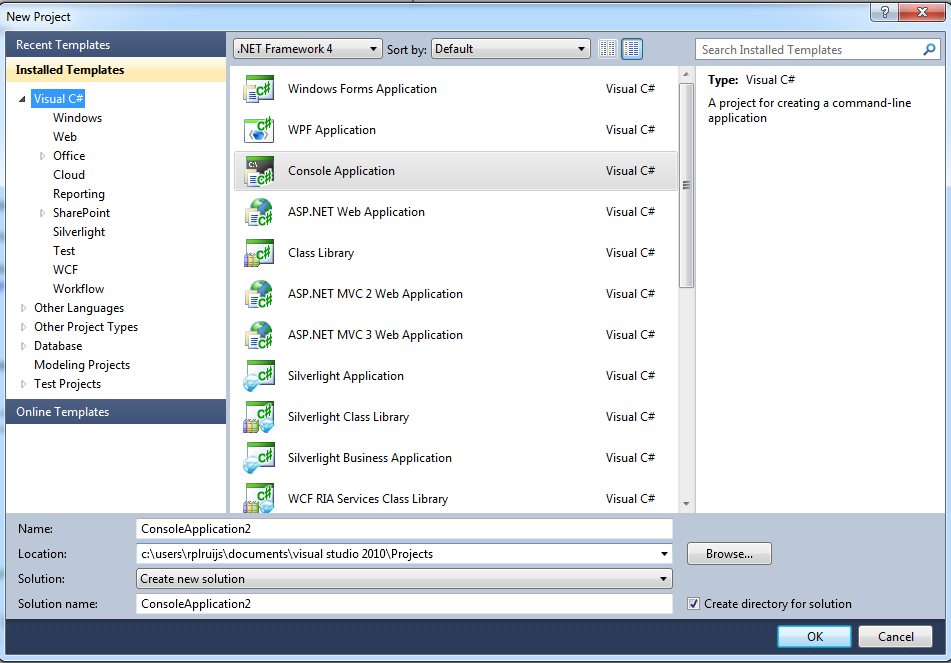 New Project
Recent Templates
Installed Templates
Visual C#
Windows
Web
Office
Cloud
Reporting
SharePoint
Silverlight
Test
WCF
Workflow
Other Languages
Other Project Types
Database
Modeling Projects
Test Projects
Online Templates
.NET Framework 4 Sort by: Default
Windows Forms Application Visual C#
WPF Application Visual C#
Console Application Visual C#
ASP.NET Web Application Visual C#
Class Library Visual C#
ASP.NET MVC 2 Web Application Visual C#
ASP.NET MVC 3 Web Application Visual C#
Silverlight Application Visual C#
Silverlight Class Library Visual C#
Silverlight Business Application Visual C#
WCF RIA Services Class Library Visual C#
Search Installed Templates
Type: Visual C#
A project for creating a command-line
application
Name: ConsoleApplication2
Location: c:\users\rplruijs\documents\visual studio 2010\Projects Browse...
Solution: Create new solution
Solution name: ConsoleApplication2 Create directory for solution
OK Cancel